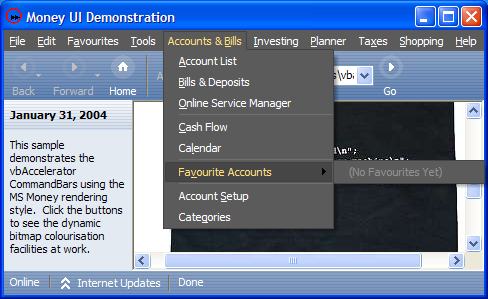 Money UI Demonstration
File Edit Favourites Tools Accounts & Bills Investing Planner Taxes Shopping Help
Back Forward Home A s\vba Go
Account List
Bills & Deposits
Online Service Manager
Cash Flow
Calendar
Favourite Accounts (No Favourites Yet)
Account Setup
Categories
January 31, 2004
This sample
demonstrates the
vbAccelerator
CommandBars using the
MS Money rendering
style. Click the buttons
to see the dynamic
bitmap colourisation
facilities at work.
Online Internet Updates Done